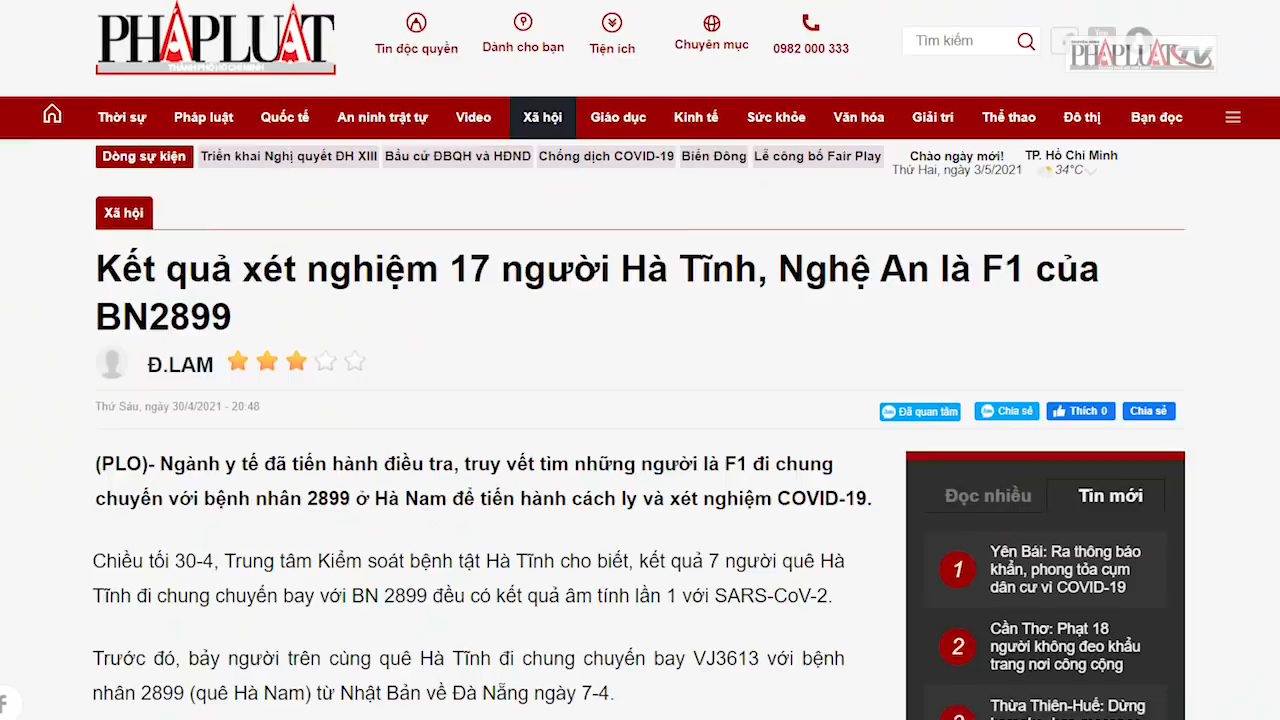 PHÁPLUẬT
THÀNH PHỐ HỒ CHÍ MINH
Tin độc quyền
Dành cho bạn
Tiện ích
Chuyên mục
0982 000 333
Tìm kiếm
PHÁPLUẬT TV
Thời sự Pháp luật Quốc tế An ninh trật tự Video Xã hội Giáo dục Kinh tế Sức khỏe Văn hóa Giải trí Thể thao Đô thị Bạn đọc
Dòng sự kiện Triển khai Nghị quyết ĐH XIII Bầu cử ĐBQH và HĐND Chống dịch COVID-19 Biển Đông Lễ công bố Fair Play
Chào ngày mới! TP. Hồ Chí Minh
Thứ Hai, ngày 3/5/2021 34°C
Xã hội
Kết quả xét nghiệm 17 người Hà Tĩnh, Nghệ An là F1 của
BN2899
Đ.LAM
Thứ Sáu, ngày 30/4/2021 - 20:48
Đã quan tâm Chia sẻ Thích 0 Chia sẻ
(PLO)- Ngành y tế đã tiến hành điều tra, truy vết tìm những người là F1 đi chung
chuyến với bệnh nhân 2899 ở Hà Nam để tiến hành cách ly và xét nghiệm COVID-19.
Chiều tối 30-4, Trung tâm Kiểm soát bệnh tật Hà Tĩnh cho biết, kết quả 7 người quê Hà
Tĩnh đi chung chuyến bay với BN 2899 đều có kết quả âm tính lần 1 với SARS-CoV-2.
Trước đó, bảy người trên cùng quê Hà Tĩnh đi chung chuyến bay VJ3613 với bệnh
nhân 2899 (quê Hà Nam) từ Nhật Bản về Đà Nẵng ngày 7-4.
Đọc nhiều Tin mới
1
Yên Bái: Ra thông báo
khẩn, phong tỏa cụm
dân cư vì COVID-19
2
Cần Thơ: Phạt 18
người không đeo khẩu
trang nơi công cộng
Thừa Thiên-Huế: Dừng